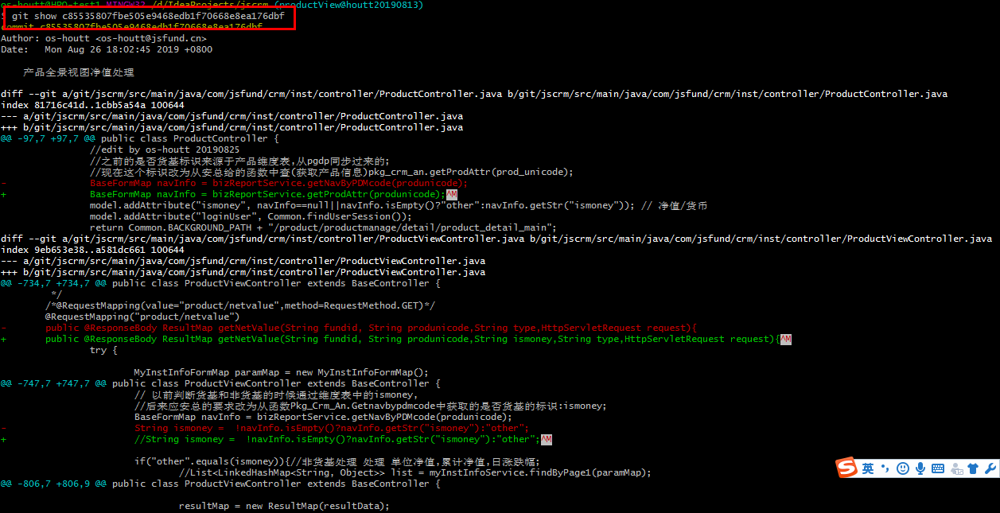 os-houtt@HPO-test1 MINGW32 /d/IdeaProjects/jscrm (productView@houtt20190813)
git show c85535807fbe505e9468edb1f70668e8ea176dbf
commit c85535807fbe505e9468edb1f70668e8ea176dbf
Author: os-houtt <os-houtt@jsfund.cn>
Date:   Mon Aug 26 18:02:45 2019 +0800
产品全景视图净值处理
diff --git a/git/jscrm/src/main/java/com/jsfund/crm/inst/controller/ProductController.java b/git/jscrm/src/main/java/com/jsfund/crm/inst/controller/ProductController.java
index 81716c41d..1cbb5a54a 100644
--- a/git/jscrm/src/main/java/com/jsfund/crm/inst/controller/ProductController.java
+++ b/git/jscrm/src/main/java/com/jsfund/crm/inst/controller/ProductController.java
@@ -97,7 +97,7 @@ public class ProductController {
//edit by os-houtt 20190825
//之前的是否货基标识来源于产品维度表,从pgdp同步过来的;
//现在这个标识改为从安总给的函数中查(获取产品信息)pkg_crm_an.getProdAttr(prod_unicode);
- BaseFormMap navInfo = bizReportService.getNavByPDMcode(produnicode);
+ BaseFormMap navInfo = bizReportService.getProdAttr(produnicode);^M
model.addAttribute("ismoney", navInfo==null||navInfo.isEmpty()?"other":navInfo.getStr("ismoney")); // 净值/货币
model.addAttribute("loginUser", Common.findUserSession());
return Common.BACKGROUND_PATH + "/product/productmanage/detail/product_detail_main";
diff --git a/git/jscrm/src/main/java/com/jsfund/crm/inst/controller/ProductViewController.java b/git/jscrm/src/main/java/com/jsfund/crm/inst/controller/ProductViewController.java
index 9eb653e38..a581dc661 100644
--- a/git/jscrm/src/main/java/com/jsfund/crm/inst/controller/ProductViewController.java
+++ b/git/jscrm/src/main/java/com/jsfund/crm/inst/controller/ProductViewController.java
@@ -734,7 +734,7 @@ public class ProductViewController extends BaseController {
*/
/*@RequestMapping(value="product/netvalue",method=RequestMethod.GET)*/
@RequestMapping("product/netvalue")
- public @ResponseBody ResultMap getNetValue(String fundid, String produnicode,String type,HttpServletRequest request){
+ public @ResponseBody ResultMap getNetValue(String fundid, String produnicode,String ismoney,String type,HttpServletRequest request){^M
try {
MyInstInfoFormMap paramMap = new MyInstInfoFormMap();
@@ -747,7 +747,7 @@ public class ProductViewController extends BaseController {
// 以前判断货基和非货基的时候通过维度表中的ismoney,
//后来应安总的要求改为从函数Pkg_Crm_An.Getnavbypdmcode中获取的是否货基的标识:ismoney;
BaseFormMap navInfo = bizReportService.getNavByPDMcode(produnicode);
- String ismoney =  !navInfo.isEmpty()?navInfo.getStr("ismoney"):"other";
+ //String ismoney =  !navInfo.isEmpty()?navInfo.getStr("ismoney"):"other";^M
if("other".equals(ismoney)){//非货基处理 处理 单位净值,累计净值,日涨跌幅;
//List<LinkedHashMap<String, Object>> list = myInstInfoService.findByPage1(paramMap);
@@ -806,7 +806,9 @@ public class ProductViewController extends BaseController {
resultMap = new ResultMap(resultData);
英